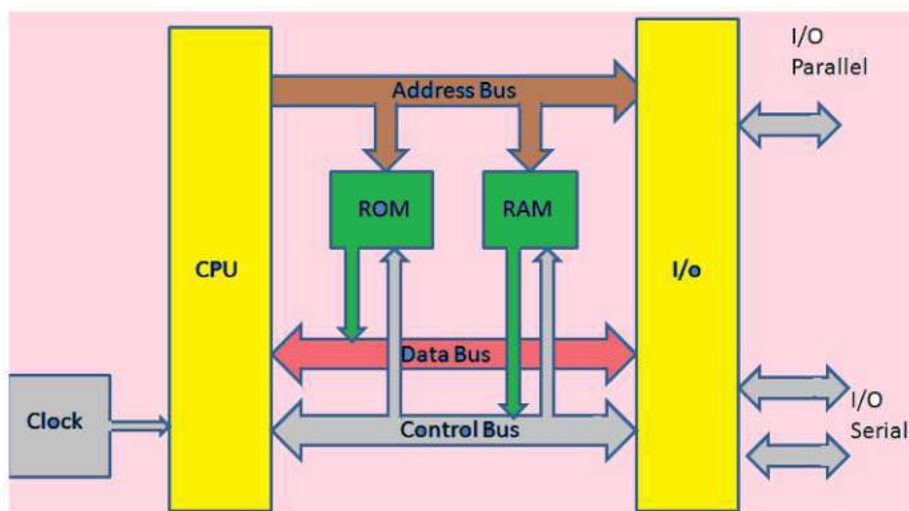 I/O
Parallel
Address Bus
ROM
RAM
CPU
I/o
Data Bus
Clock
Control Bus
I/O
Serial